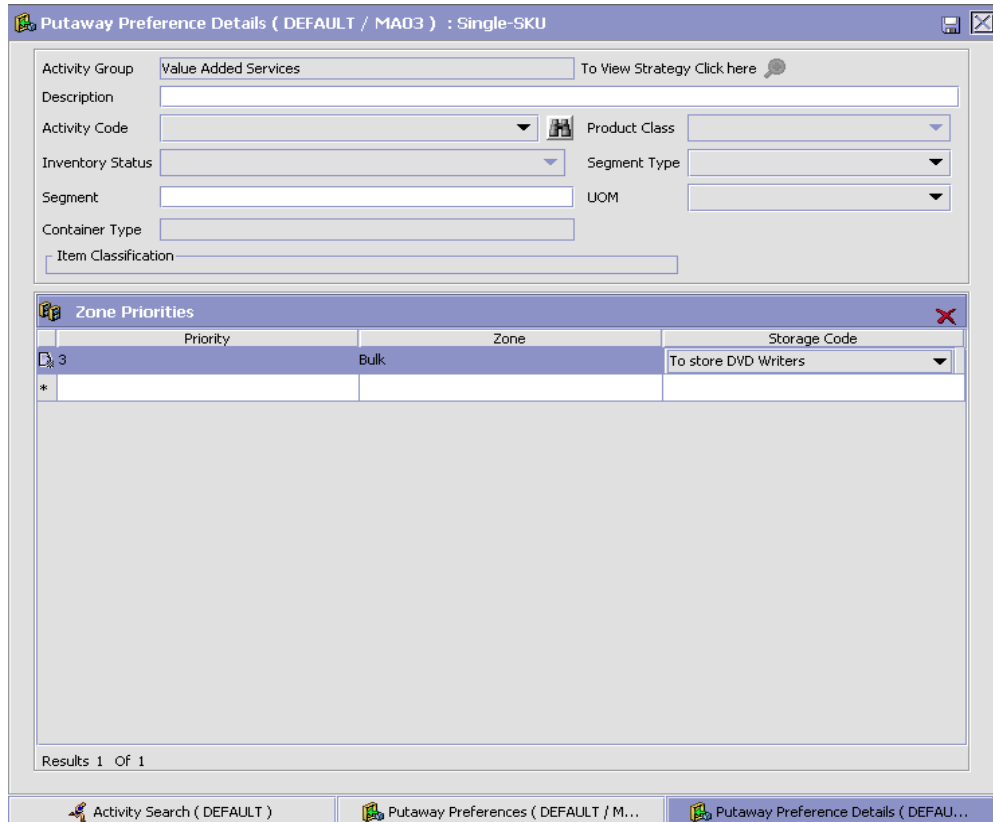 Putaway Preference Details ( DEFAULT / MA03 ) : Single-SKU
Activity Group Value Added Services To View Strategy Click here
Description
Activity Code Product Class
Inventory Status Segment Type
Segment UOM
Container Type
Item Classification
Zone Priorities
Priority Zone Storage Code
3 Bulk To store DVD Writers
*
Results 1 Of 1
Activity Search ( DEFAULT ) Putaway Preferences ( DEFAULT / M... Putaway Preference Details ( DEFAU...